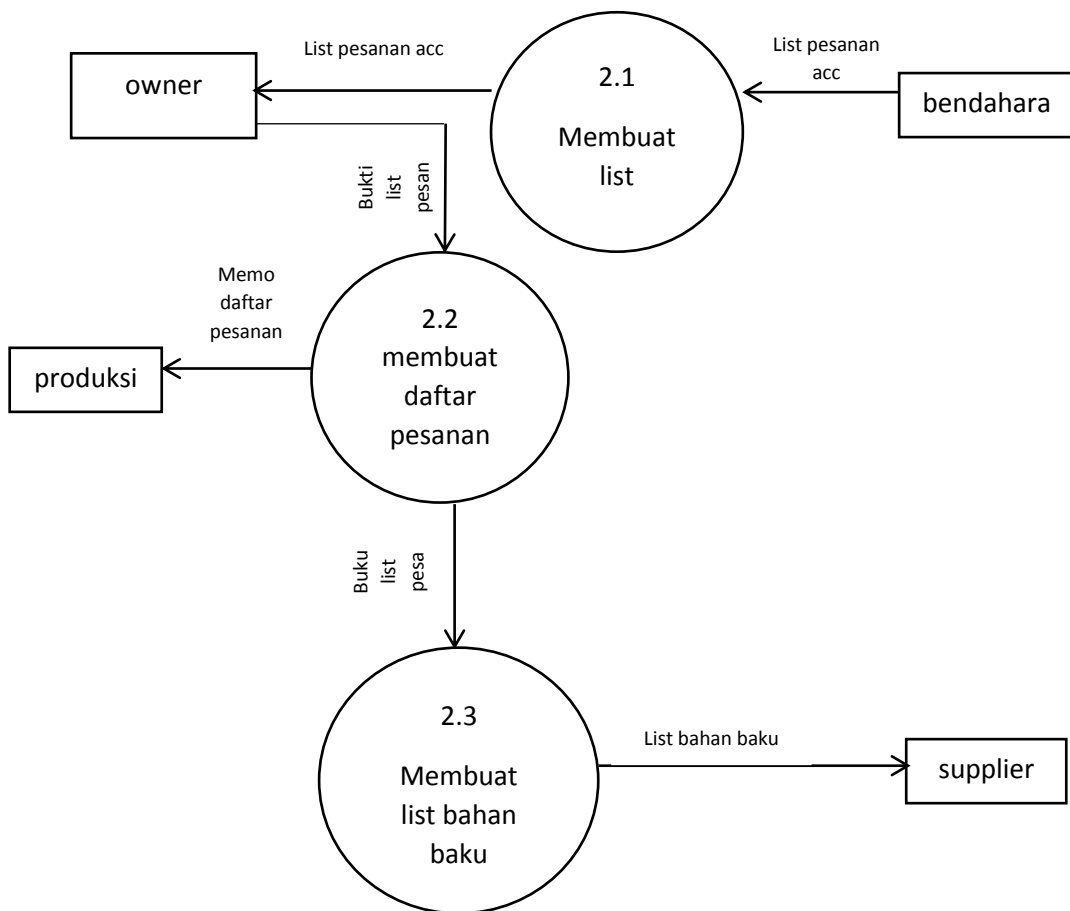 List pesanan acc
owner
2.1
Membuat
list
List pesanan
acc
bendahara
Bukti
list
pesan
Memo
daftar
pesanan
produksi
2.2
membuat
daftar
pesanan
Buku
list
pesa
2.3
Membuat
list bahan
baku
List bahan baku
supplier